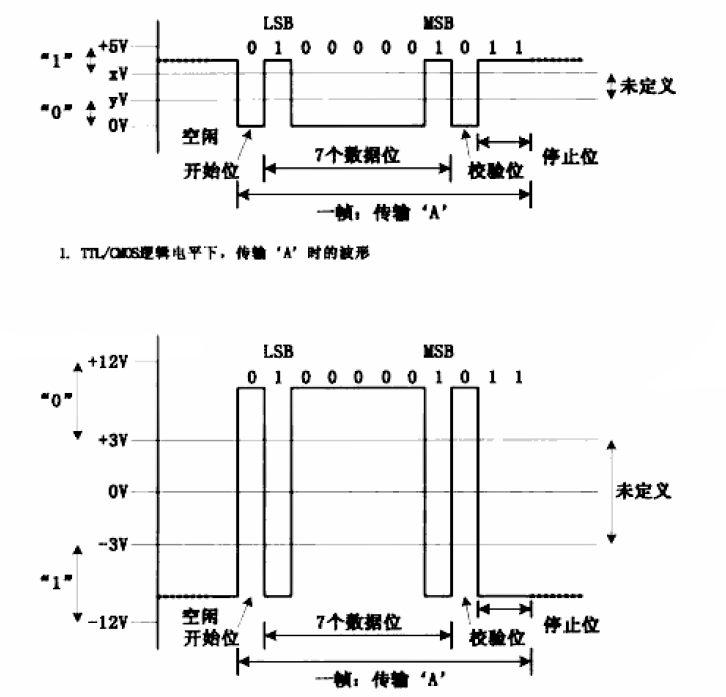 LSB MSB
+5V 0 1 0 0 0 0 0 1 0 1 1
“1”
xV
未定义
yV
“0”
0V
空闲
7个数据位
停止位
开始位
校验位
一帧：传输‘A’
1. TTL/CMOS逻辑电平下，传输‘A’时的波形
LSB MSB
+12V
0 1 0 0 0 0 0 1 0 1 1
“0”
+3V
0V
未定义
-3V
“1”
-12V
空闲
7个数据位
停止位
开始位
校验位
一帧：传输‘A’